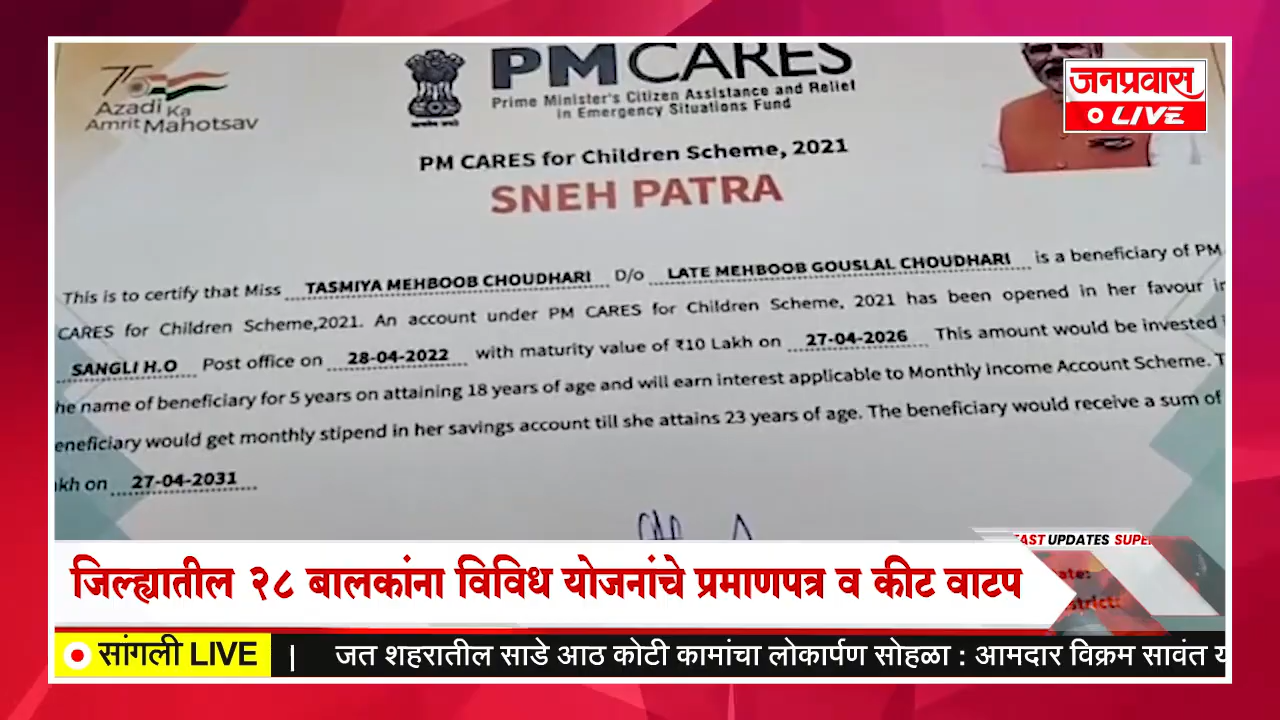 75
Azadi Ka
Amrit Mahotsav
PM CARES
Prime Minister's Citizen Assistance and Relief
in Emergency Situations Fund
जनप्रवास
LIVE
PM CARES for Children Scheme, 2021
SNEH PATRA
This is to certify that Miss TASMIYA MEHBOOB CHOUDHARI D/o LATE MEHBOOB GOUSLAL CHOUDHARI is a beneficiary of PM
CARES for Children Scheme,2021. An account under PM CARES for Children Scheme, 2021 has been opened in her favour in
SANGLI H.O Post office on 28-04-2022 with maturity value of ₹10 Lakh on 27-04-2026 This amount would be invested
he name of beneficiary for 5 years on attaining 18 years of age and will earn interest applicable to Monthly Income Account Scheme. T
eneficiary would get monthly stipend in her savings account till she attains 23 years of age. The beneficiary would receive a sum of
kh on 27-04-2031
FAST UPDATES SUPER
जिल्ह्यातील २८ बालकांना विविध योजनांचे प्रमाणपत्र व कीट वाटप
सांगली LIVE | जत शहरातील साडे आठ कोटी कामांचा लोकार्पण सोहळा : आमदार विक्रम सावंत